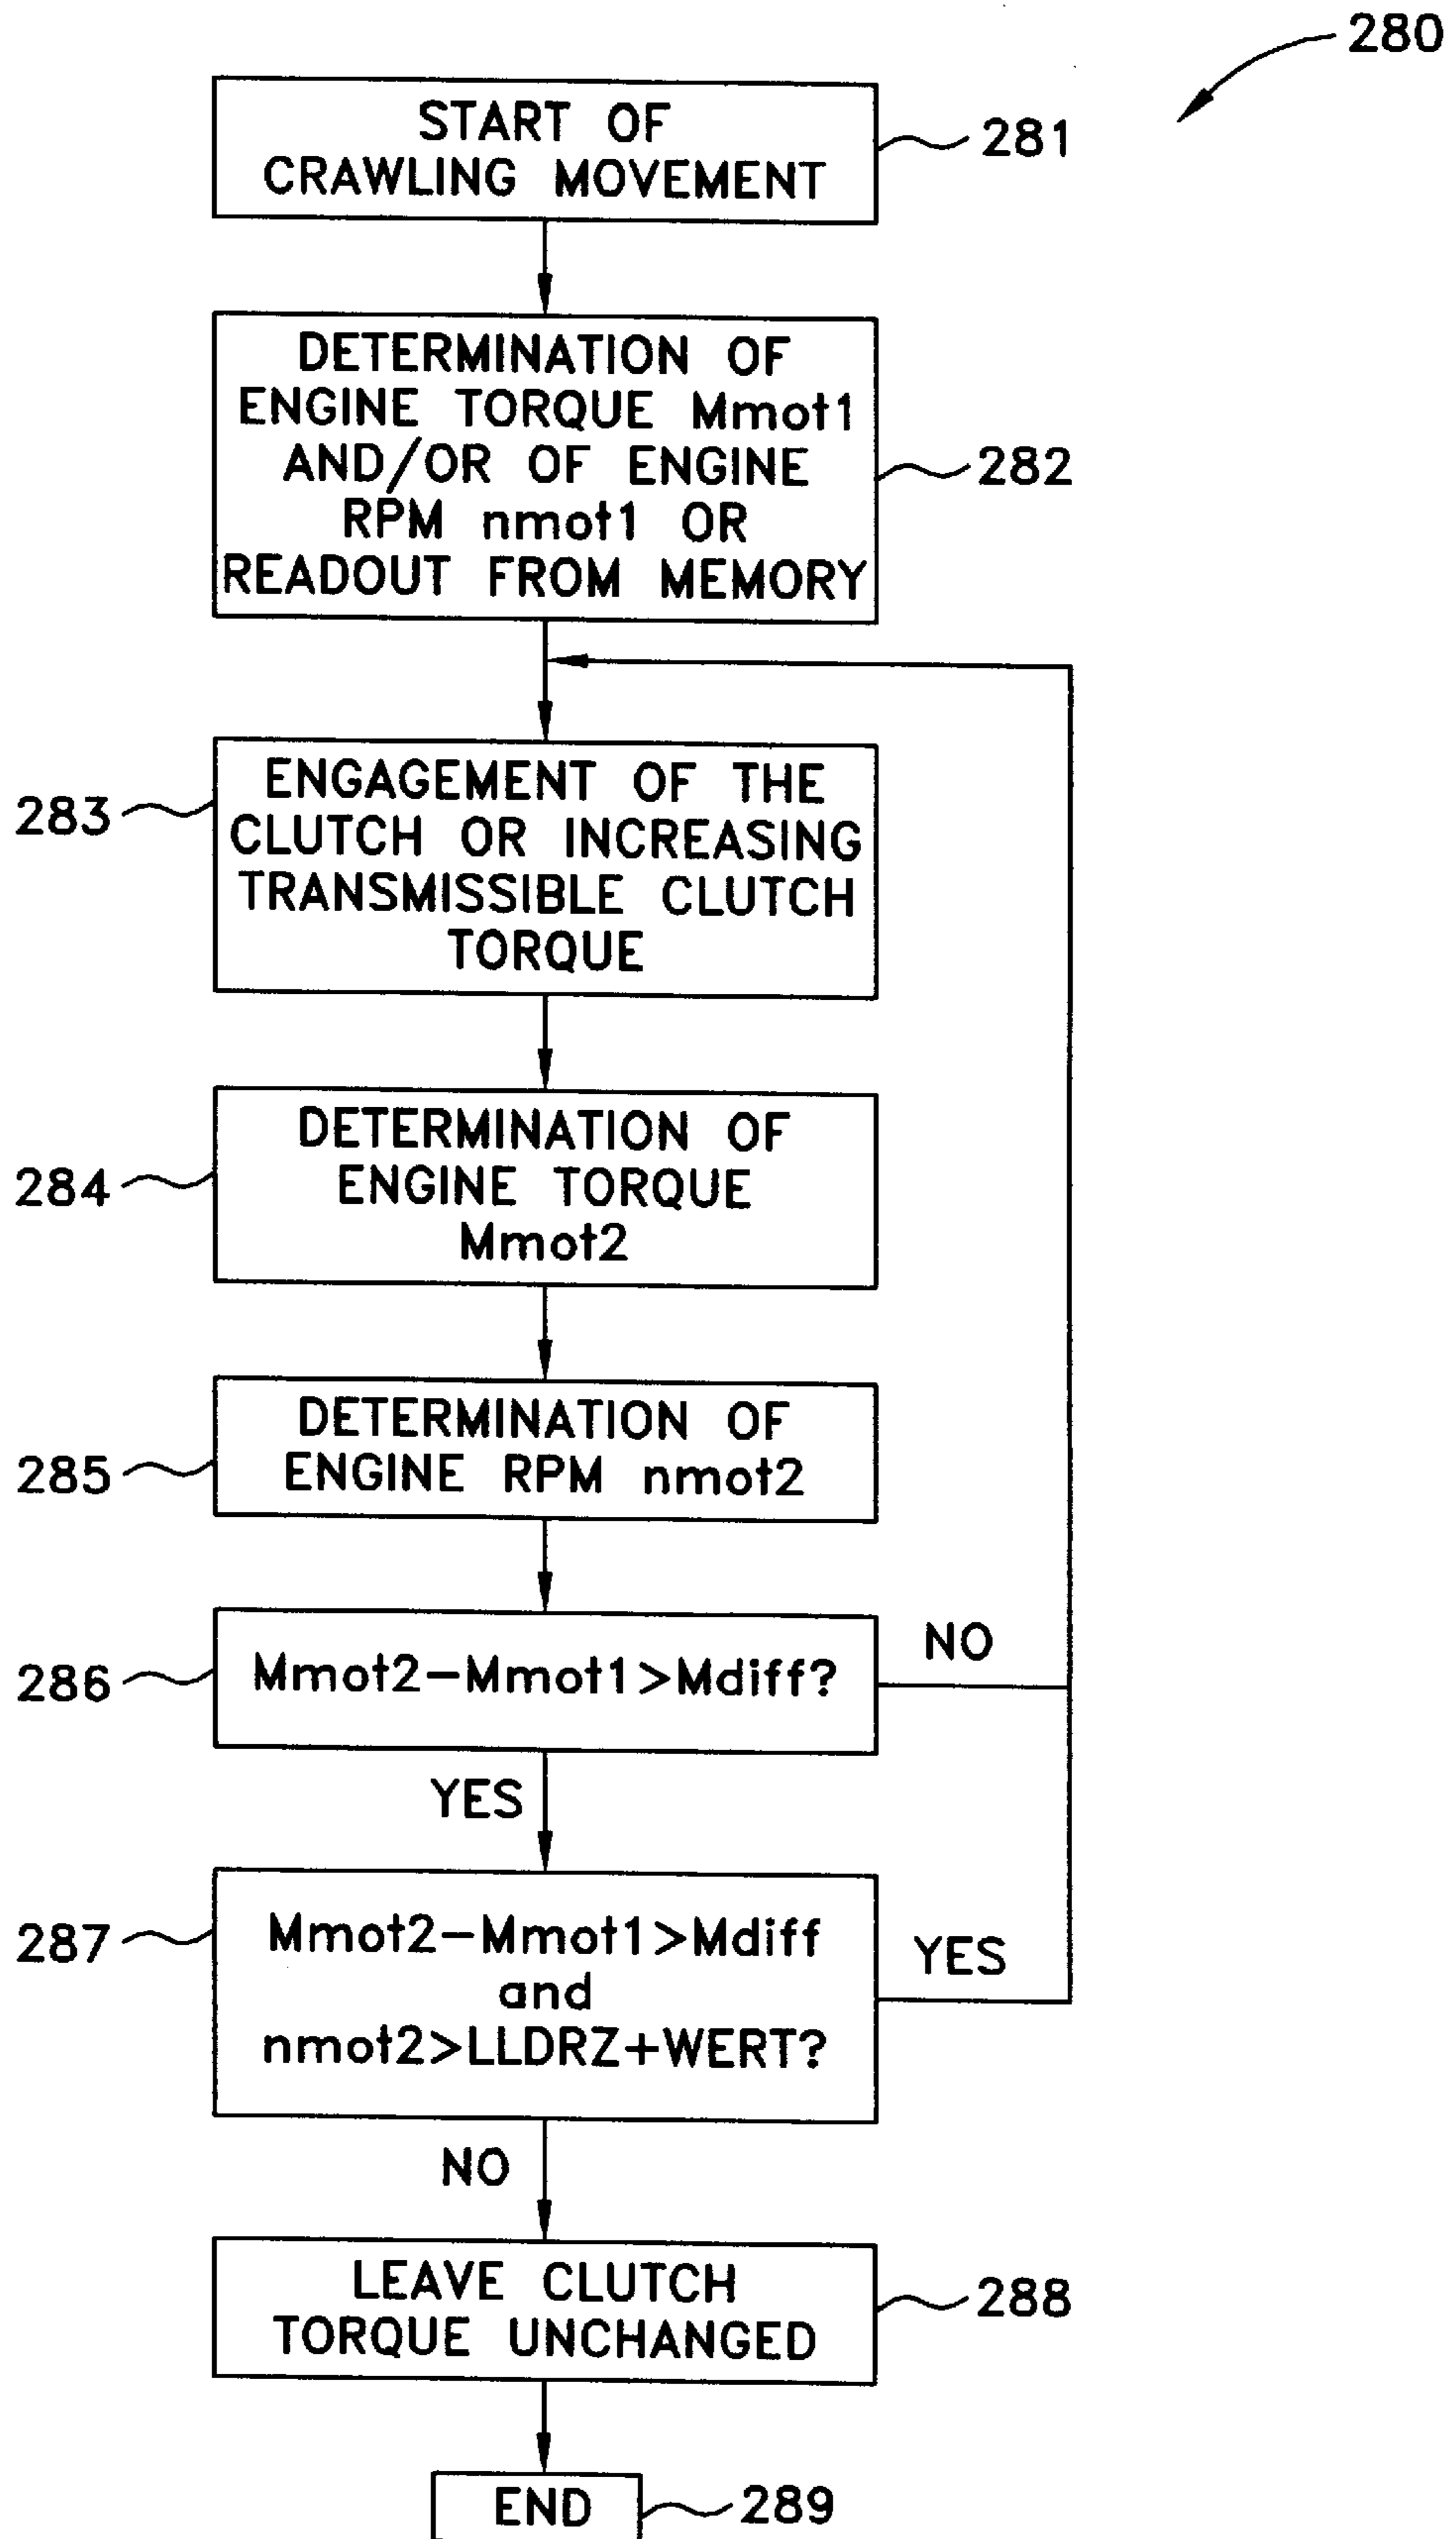 280
START OF
CRAWLING MOVEMENT
281
DETERMINATION OF
ENGINE TORQUE Mmot1
AND/OR OF ENGINE
RPM nmot1 OR
READOUT FROM MEMORY
282
ENGAGEMENT OF THE
CLUTCH OR INCREASING
TRANSMISSIBLE CLUTCH
TORQUE
283
DETERMINATION OF
ENGINE TORQUE
Mmot2
284
DETERMINATION OF
ENGINE RPM nmot2
285
Mmot2-Mmot1>Mdiff?
286
NO
YES
Mmot2-Mmot1>Mdiff
and
nmot2>LLDRZ+WERT?
287
YES
NO
LEAVE CLUTCH
TORQUE UNCHANGED
288
END
289